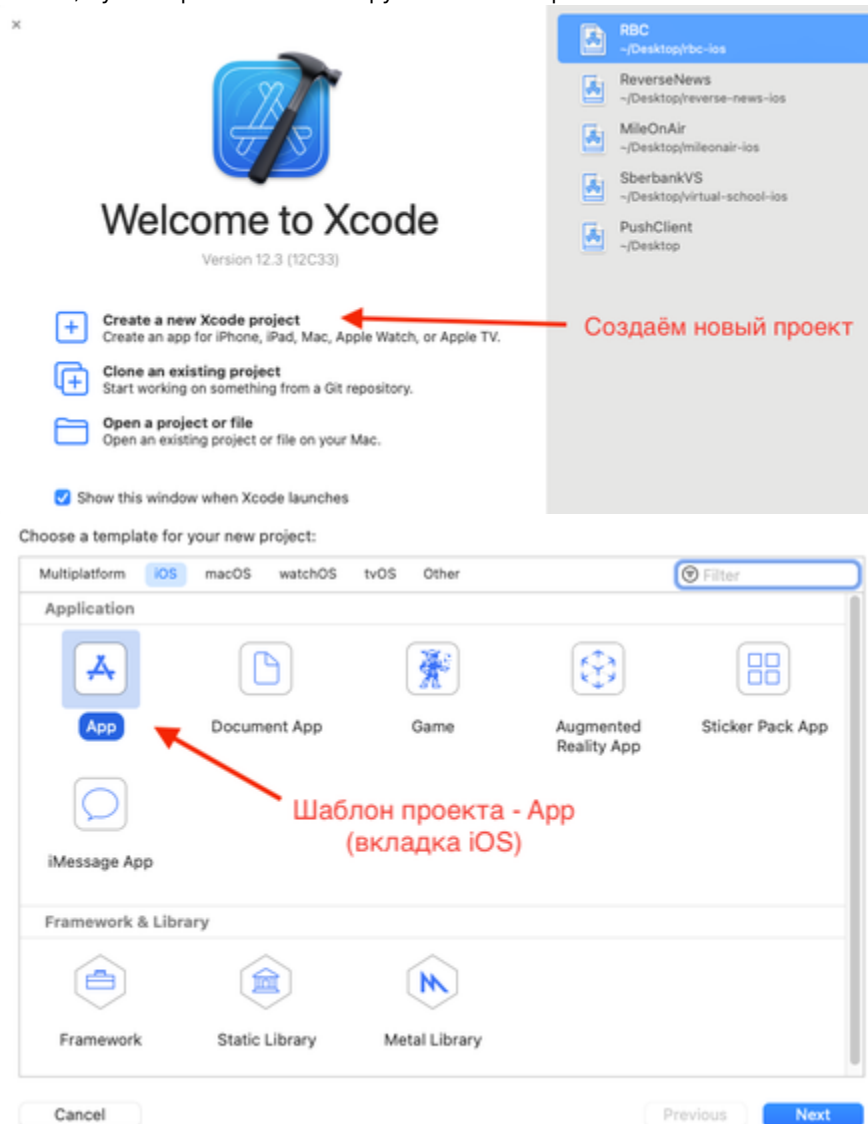 Welcome to Xcode
Version 12.3 (12C33)
Create a new Xcode project
Create an app for iPhone, iPad, Mac, Apple Watch, or Apple TV.
Clone an existing project
Start working on something from a Git repository.
Open a project or file
Open an existing project or file on your Mac.
Show this window when Xcode launches
RBC
~/Desktop/rbc-ios
ReverseNews
~/Desktop/reverse-news-ios
MileOnAir
~/Desktop/mileonair-ios
SberbankVS
~/Desktop/virtual-school-ios
PushClient
~/Desktop
Создаём новый проект
Choose a template for your new project:
Multiplatform iOS macOS watchOS tvOS Other Filter
Application
App Document App Game Augmented Sticker Pack App
Reality App
Шаблон проекта - App
(вкладка iOS)
iMessage App
Framework & Library
Framework Static Library Metal Library
Cancel Previous Next